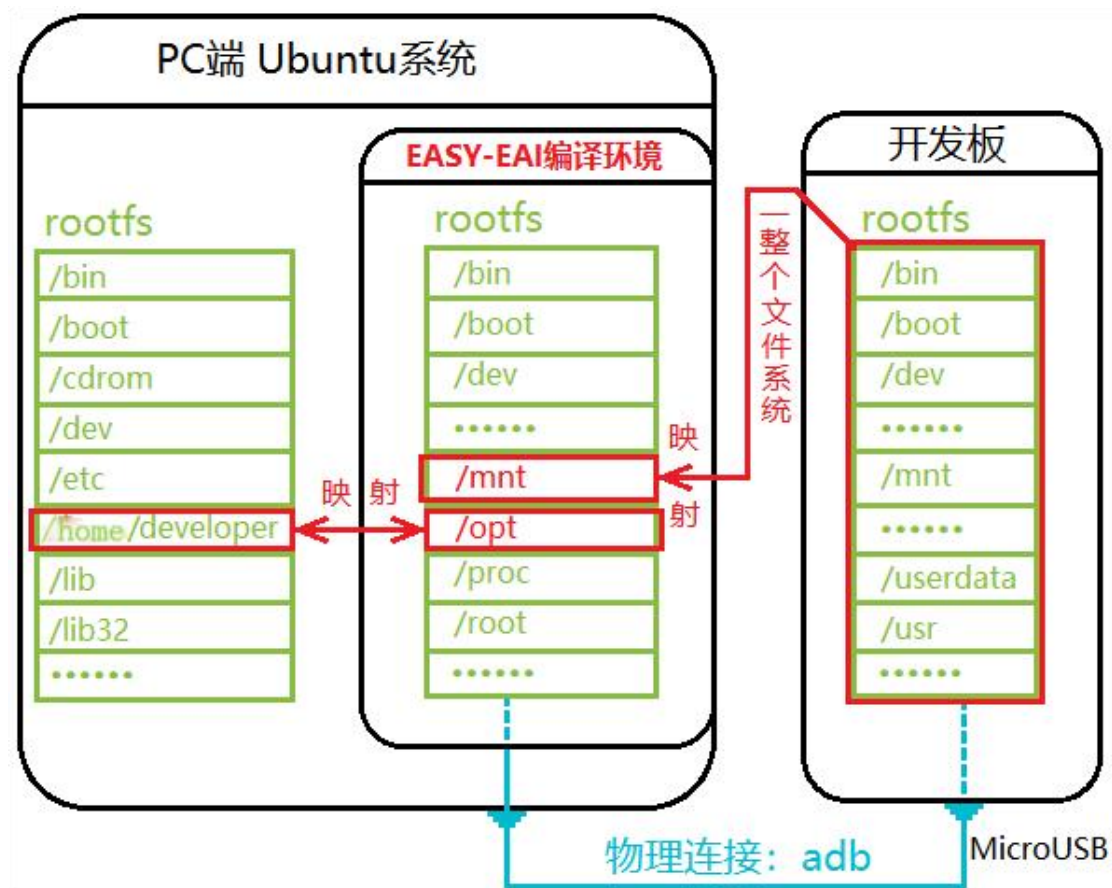 PC端 Ubuntu系统
rootfs
/bin
/boot
/cdrom
/dev
/etc
/home/developer
/lib
/lib32
······
映 射
EASY-EAI编译环境
rootfs
/bin
/boot
/dev
······
/mnt
/opt
/proc
/root
······
一整个文件系统
映
射
开发板
rootfs
/bin
/boot
/dev
······
/mnt
······
/userdata
/usr
······
物理连接：adb
MicroUSB